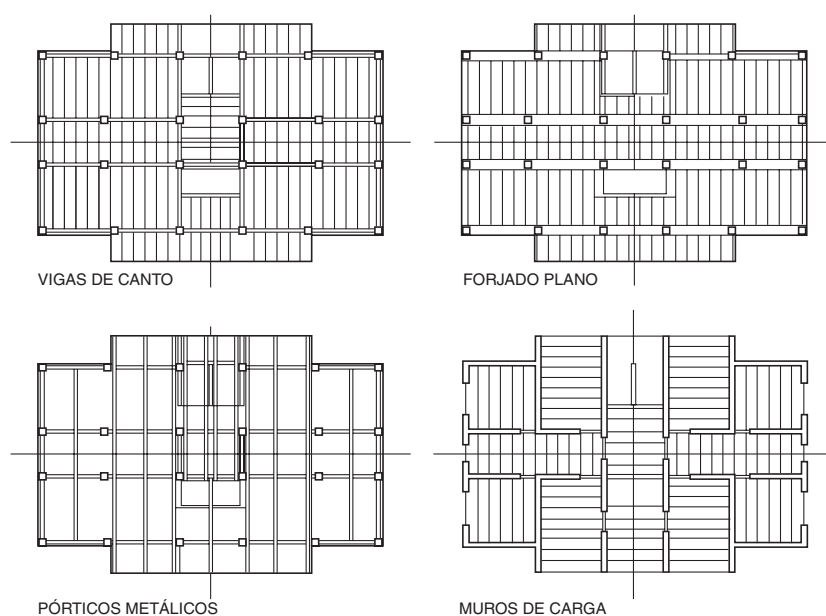 VIGAS DE CANTO
FORJADO PLANO
PÓRTICOS METÁLICOS
MUROS DE CARGA